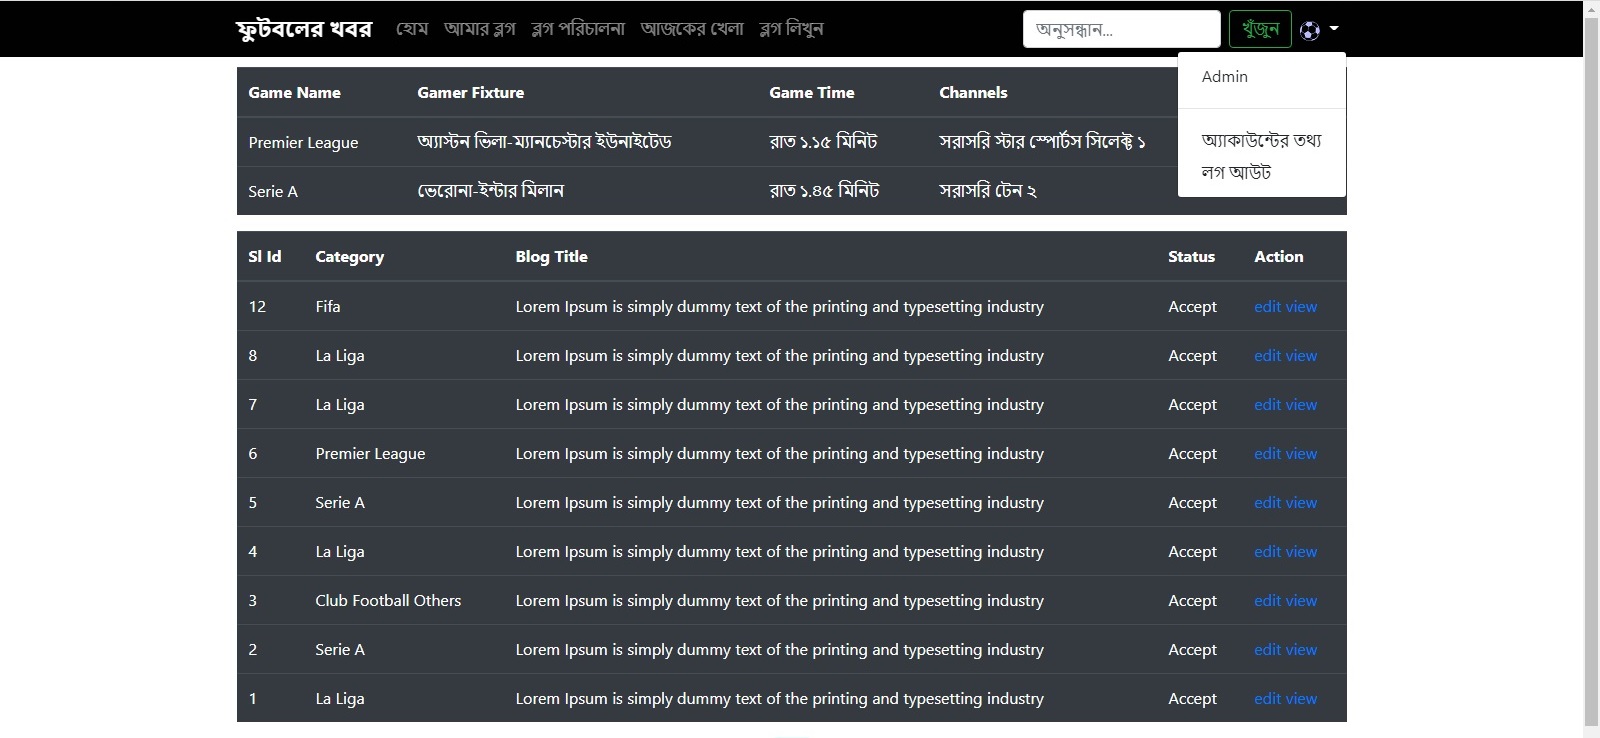 ফুটবলের খবর হোম আমার ব্লগ ব্লগ পরিচালনা আজকের খেলা ব্লগ লিখুন অনুসন্ধান... খুঁজুন
Admin
অ্যাকাউন্টের তথ্য
লগ আউট
Game Name Gamer Fixture Game Time Channels
Premier League অ্যাস্টন ভিলা-ম্যানচেস্টার ইউনাইটেড রাত ১.১৫ মিনিট সরাসরি স্টার স্পোর্টস সিলেক্ট ১
Serie A ভেরোনা-ইন্টার মিলান রাত ১.৪৫ মিনিট সরাসরি টেন ২
Sl Id Category Blog Title Status Action
12 Fifa Lorem Ipsum is simply dummy text of the printing and typesetting industry Accept edit view
8 La Liga Lorem Ipsum is simply dummy text of the printing and typesetting industry Accept edit view
7 La Liga Lorem Ipsum is simply dummy text of the printing and typesetting industry Accept edit view
6 Premier League Lorem Ipsum is simply dummy text of the printing and typesetting industry Accept edit view
5 Serie A Lorem Ipsum is simply dummy text of the printing and typesetting industry Accept edit view
4 La Liga Lorem Ipsum is simply dummy text of the printing and typesetting industry Accept edit view
3 Club Football Others Lorem Ipsum is simply dummy text of the printing and typesetting industry Accept edit view
2 Serie A Lorem Ipsum is simply dummy text of the printing and typesetting industry Accept edit view
1 La Liga Lorem Ipsum is simply dummy text of the printing and typesetting industry Accept edit view